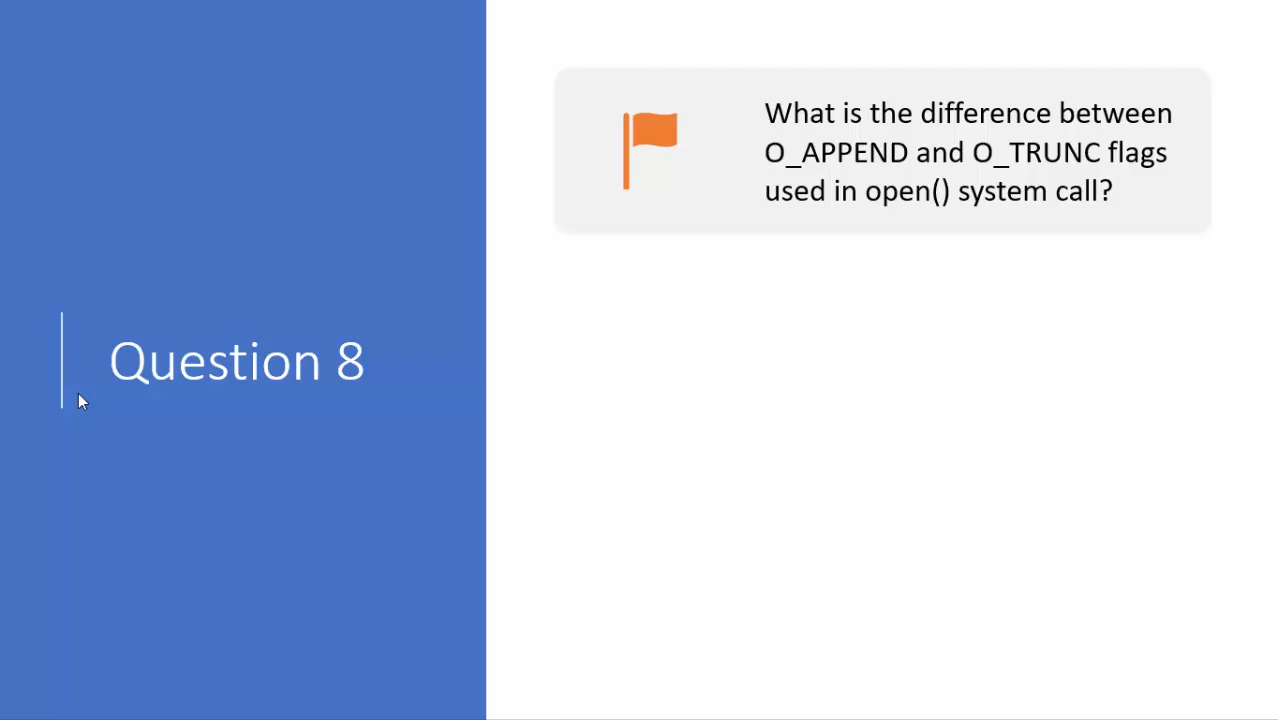 Question 8
What is the difference between
O_APPEND and O_TRUNC flags
used in open() system call?